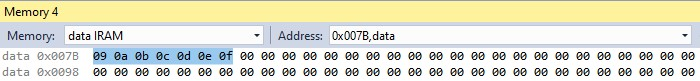 Memory 4
Memory: data IRAM Address: 0x007B,data
data 0x007B 09 0a 0b 0c 0d 0e 0f 00 00 00 00 00 00 00 00 00 00 00 00 00 00 00 00 00 00 00 00 00 00
data 0x0098 00 00 00 00 00 00 00 00 00 00 00 00 00 00 00 00 00 00 00 00 00 00 00 00 00 00 00 00 00